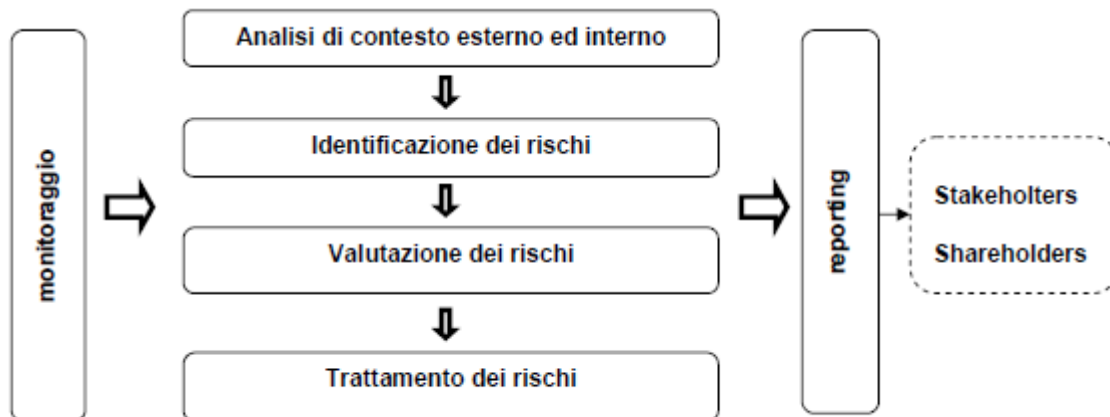 monitoraggio
Analisi di contesto esterno ed interno
Identificazione dei rischi
Valutazione dei rischi
Trattamento dei rischi
reporting
Stakeholters
Shareholders